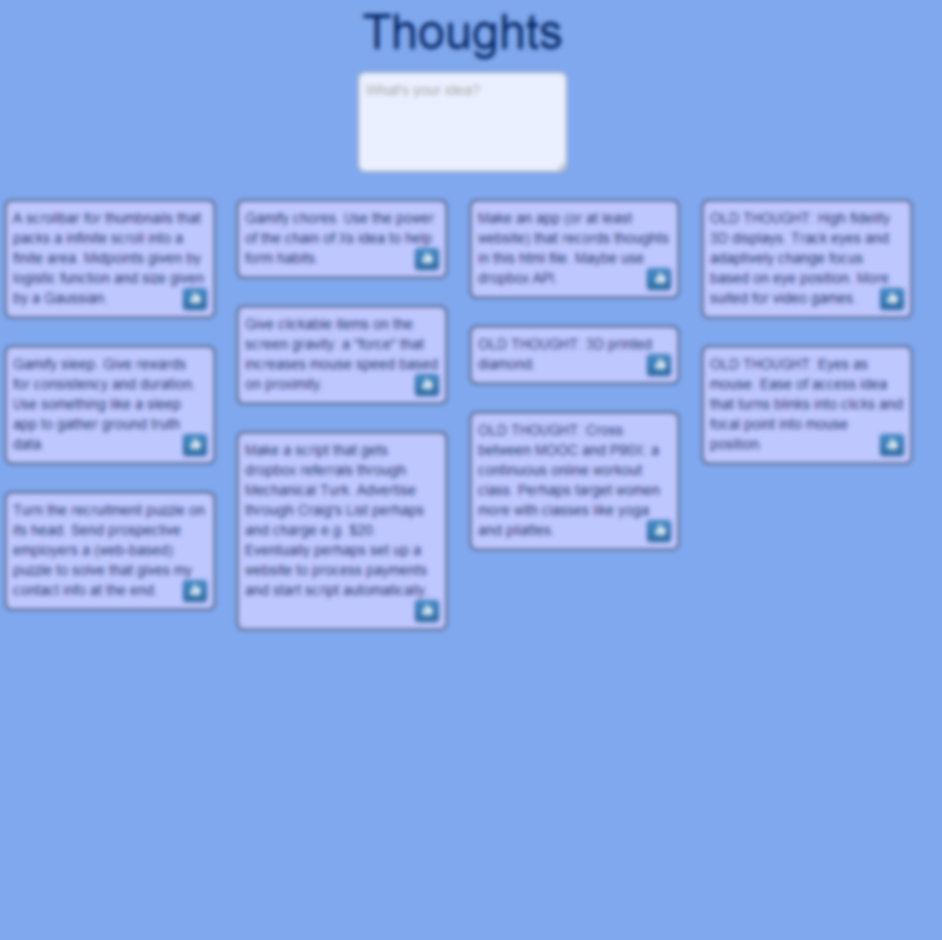 Thoughts
What's your idea?
A scrollbar for thumbnails that
packs a infinite scroll into a
finite area. Midpoints given by
logistic function and size given
by a Gaussian.
Gamify sleep. Give rewards
for consistency and duration.
Use something like a sleep
app to gather ground truth
data.
Turn the recruitment puzzle on
its head. Send prospective
employers a (web-based)
puzzle to solve that gives my
contact info at the end.
Gamify chores. Use the power
of the chain of idea to help
form habits.
Give clickable items on the
screen gravity: a "force" that
increases mouse speed based
on proximity.
Make a script that gets
dropbox referrals through
Mechanical Turk. Advertise
through Craig's List perhaps
and charge e.g. $20.
Eventually perhaps set up a
website to process payments
and start script automatically.
Make an app (or at least
website) that records thoughts
in this html file. Maybe use
dropbox API.
OLD THOUGHT: 3D printed
diamond.
OLD THOUGHT: Cross
between MOOC and P90X: a
continuous online workout
class. Perhaps target women
more with classes like yoga
and pilattes.
OLD THOUGHT: High fidelity
3D displays. Track eyes and
adaptively change focus
based on eye position. More
suited for video games.
OLD THOUGHT: Eyes as
mouse. Ease of access idea
that turns blinks into clicks and
focal point into mouse
position.